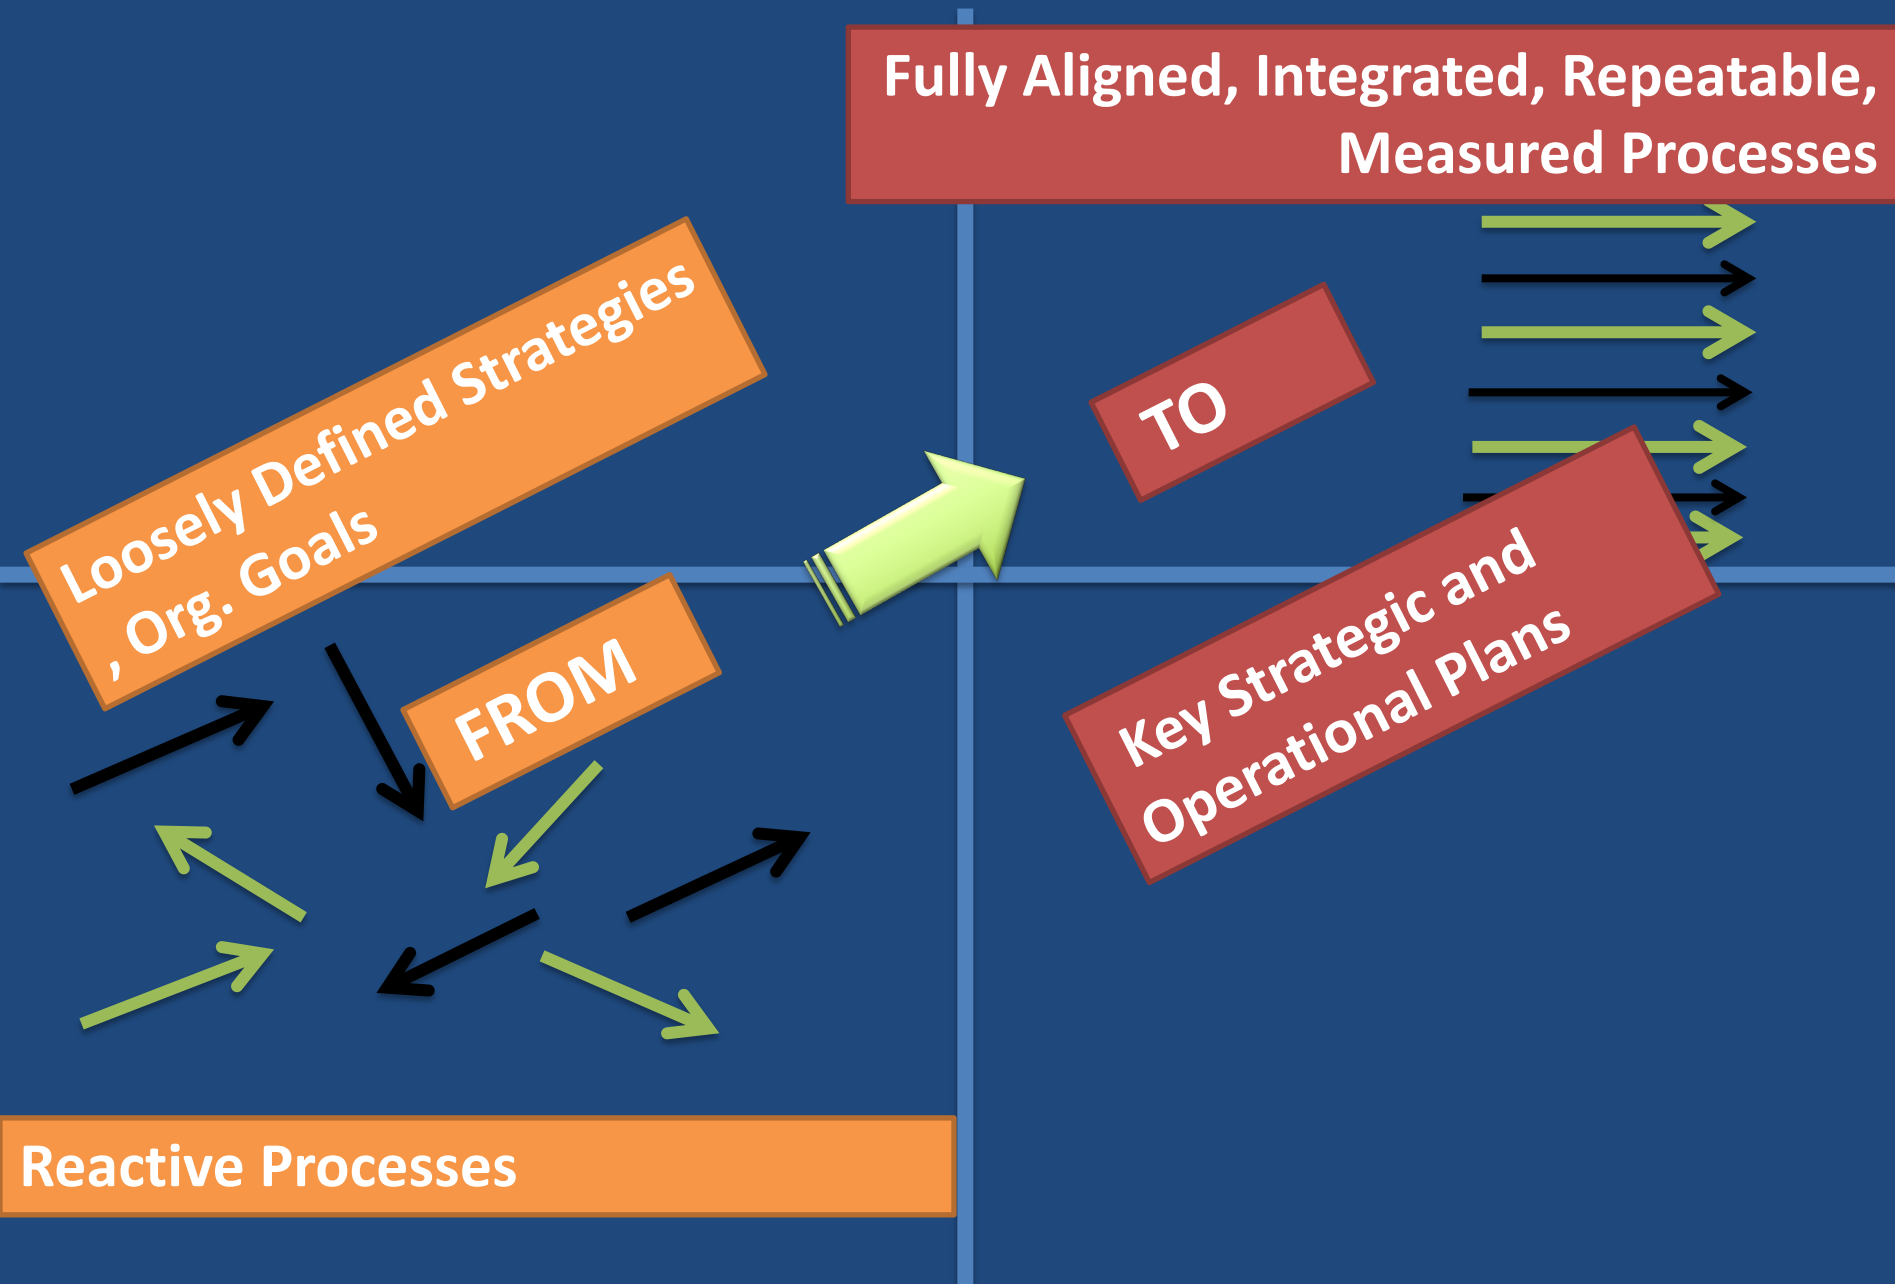 Fully Aligned, Integrated, Repeatable,
Measured Processes
Loosely Defined Strategies
, Org. Goals
TO
FROM
Key Strategic and
Operational Plans
Reactive Processes